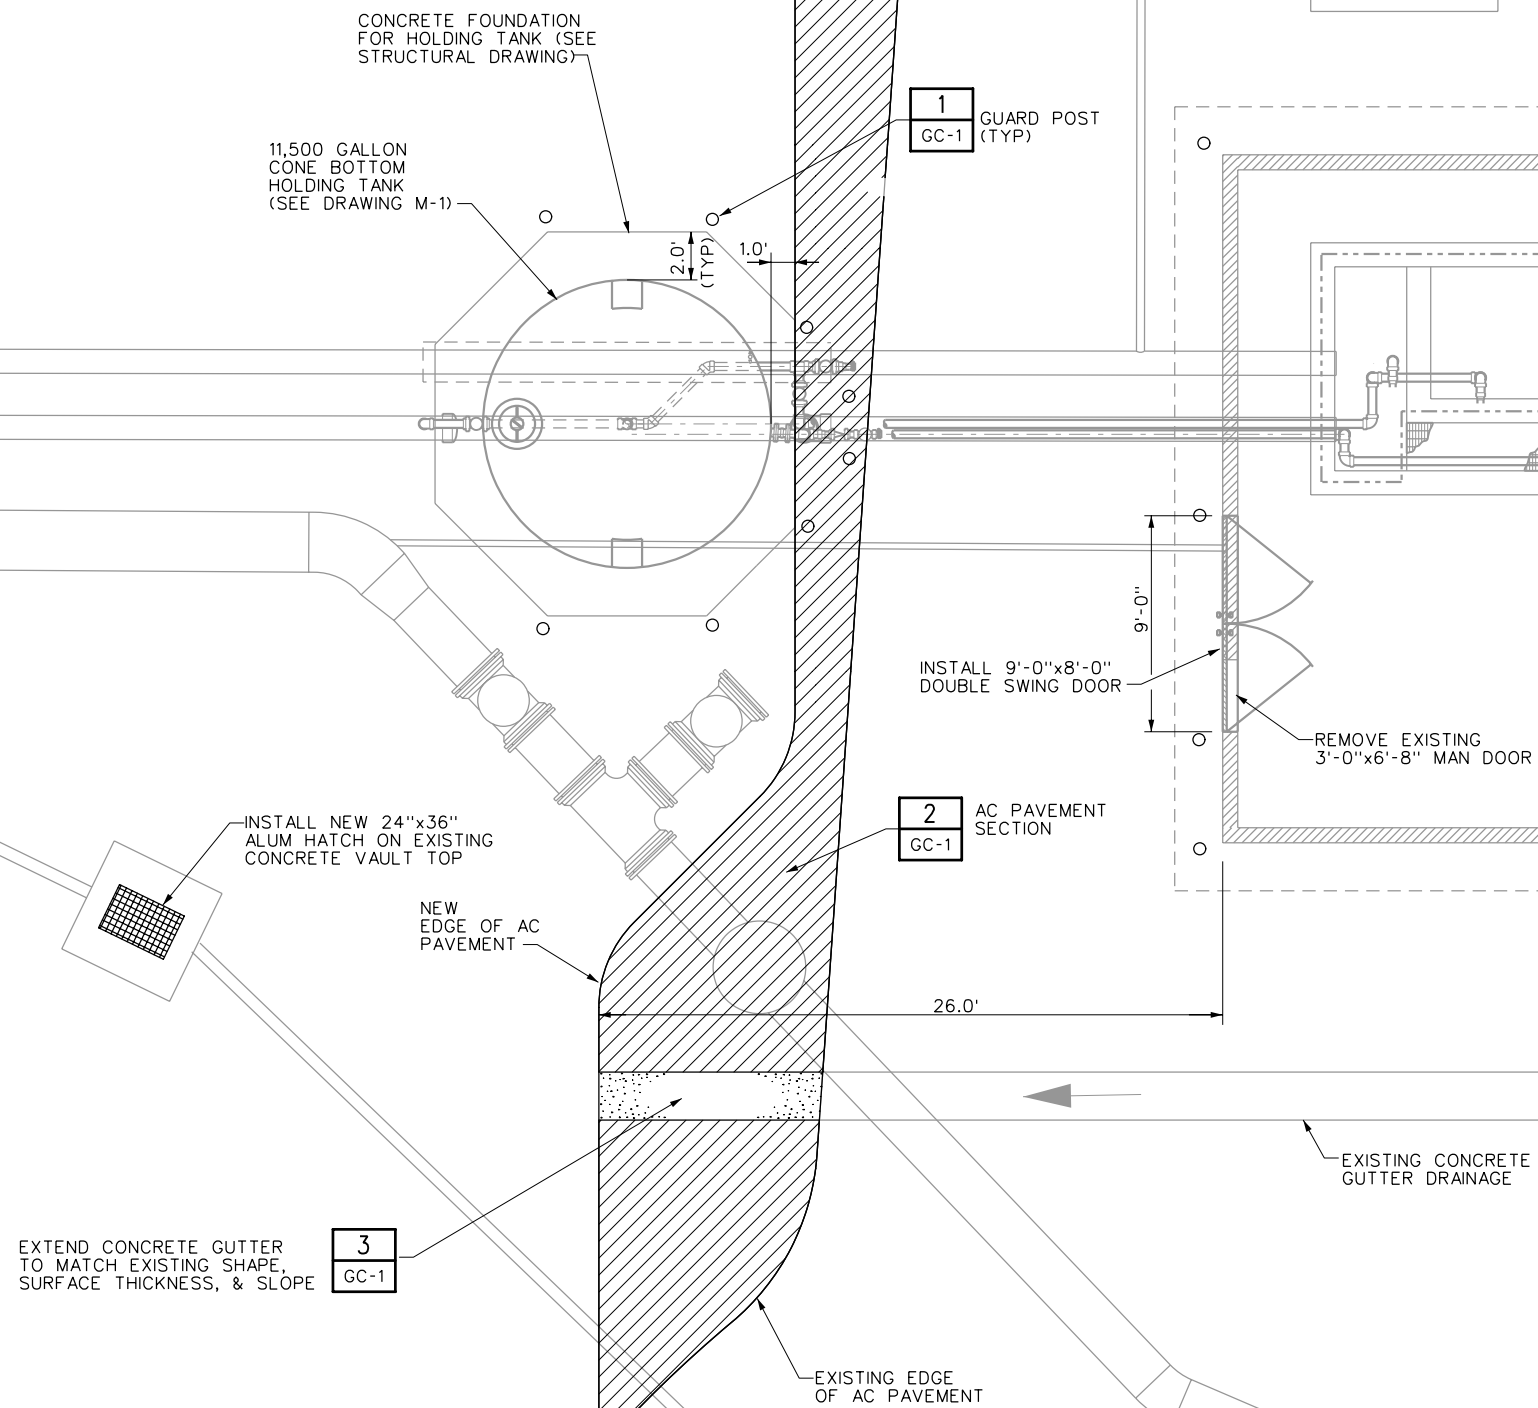 CONCRETE FOUNDATION
FOR HOLDING TANK (SEE
STRUCTURAL DRAWING)
1
GC-1
GUARD POST
(TYP)
11,500 GALLON
CONE BOTTOM
HOLDING TANK
(SEE DRAWING M-1)
2.0'
(TYP)
1.0'
9'-0"
INSTALL 9'-0"x8'-0"
DOUBLE SWING DOOR
REMOVE EXISTING
3'-0"x6'-8" MAN DOOR
2
GC-1
AC PAVEMENT
SECTION
INSTALL NEW 24"x36"
ALUM HATCH ON EXISTING
CONCRETE VAULT TOP
NEW
EDGE OF AC
PAVEMENT
26.0'
EXISTING CONCRETE
GUTTER DRAINAGE
EXTEND CONCRETE GUTTER
TO MATCH EXISTING SHAPE,
SURFACE THICKNESS, & SLOPE
3
GC-1
EXISTING EDGE
OF AC PAVEMENT